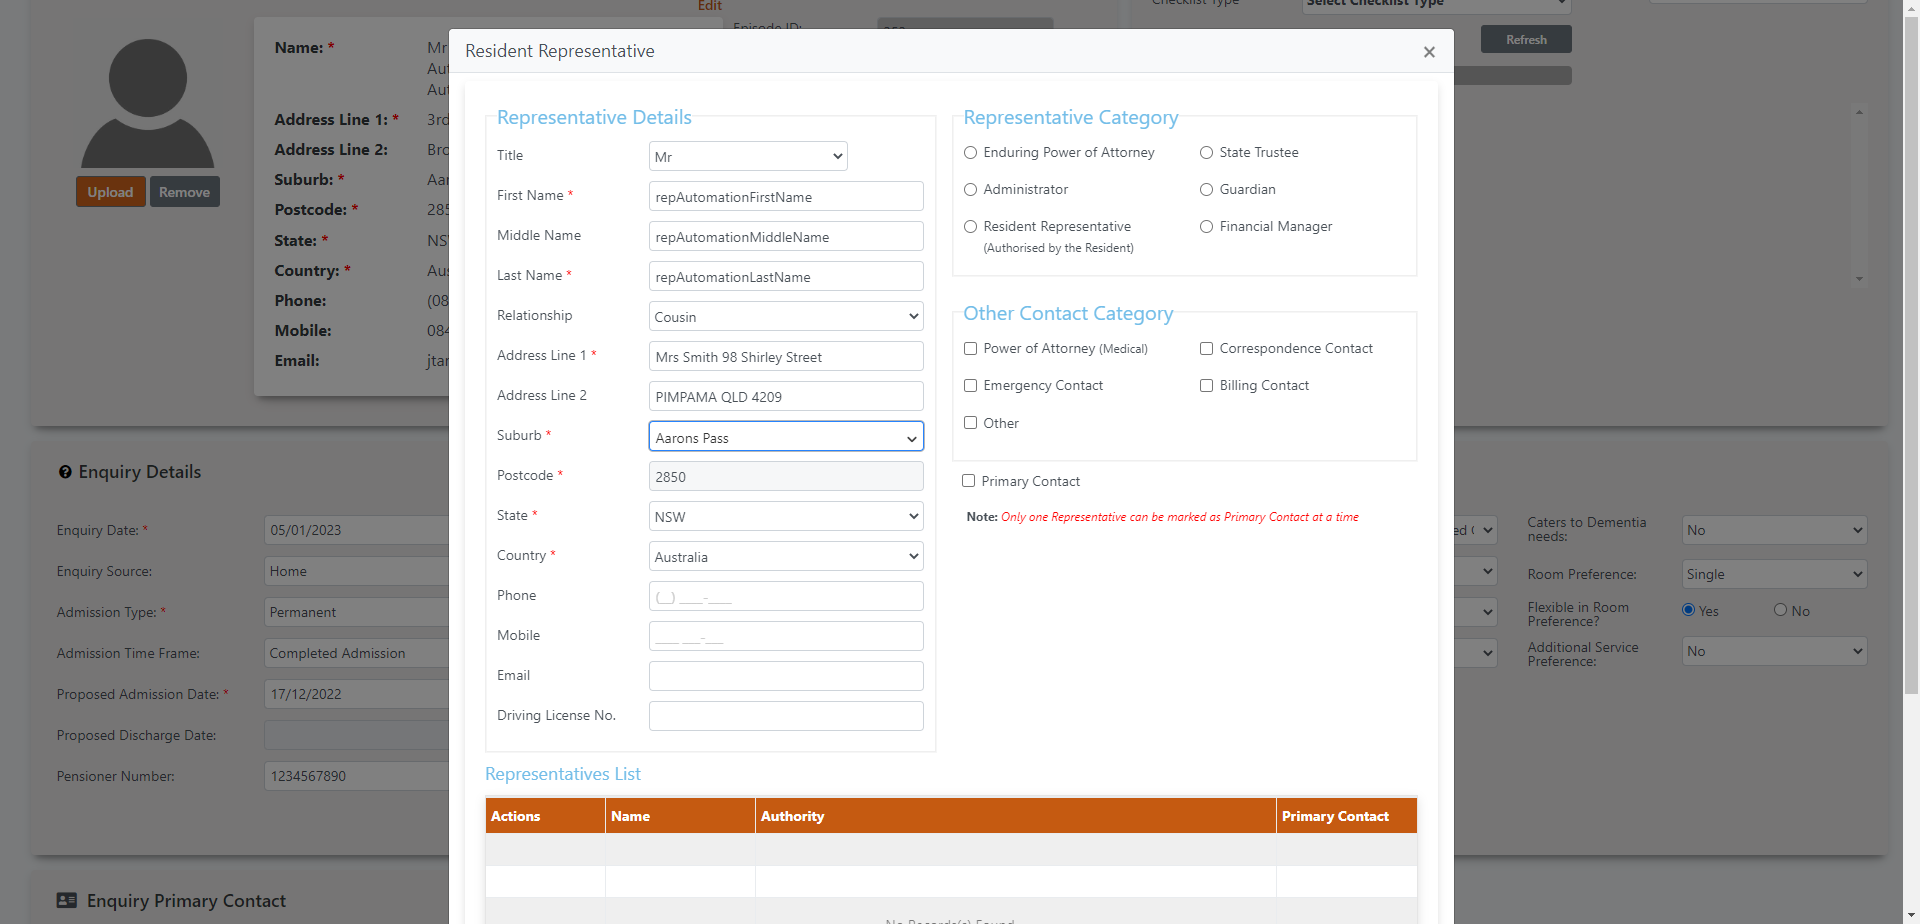 Edit
Checklist Type
Select Checklist Type
Episode ID:
Refresh
Name: *
Mr
Aut
Aut
Address Line 1: *
3rd
Address Line 2:
Bro
Suburb: *
Aar
Postcode: *
285
State: *
NSW
Country: *
Aus
Phone:
(08
Mobile:
084
Email:
jtar
Upload
Remove
Resident Representative
×
Representative Details
Title
Mr
First Name *
repAutomationFirstName
Middle Name
repAutomationMiddleName
Last Name *
repAutomationLastName
Relationship
Cousin
Address Line 1 *
Mrs Smith 98 Shirley Street
Address Line 2
PIMPAMA QLD 4209
Suburb *
Aarons Pass
Postcode *
2850
State *
NSW
Country *
Australia
Phone
(__) ____-____
Mobile
____ ___-___
Email
Driving License No.
Representative Category
Enduring Power of Attorney
State Trustee
Administrator
Guardian
Resident Representative
(Authorised by the Resident)
Financial Manager
Other Contact Category
Power of Attorney (Medical)
Correspondence Contact
Emergency Contact
Billing Contact
Other
Primary Contact
Note: Only one Representative can be marked as Primary Contact at a time
Representatives List
Actions
Name
Authority
Primary Contact
No Records(s) Found
Enquiry Details
Enquiry Date: *
05/01/2023
Enquiry Source:
Home
Admission Type: *
Permanent
Admission Time Frame:
Completed Admission
Proposed Admission Date: *
17/12/2022
Proposed Discharge Date:
Pensioner Number:
1234567890
Caters to Dementia
needs:
No
Room Preference:
Single
Flexible in Room
Preference?
Yes
No
Additional Service
Preference:
No
Enquiry Primary Contact